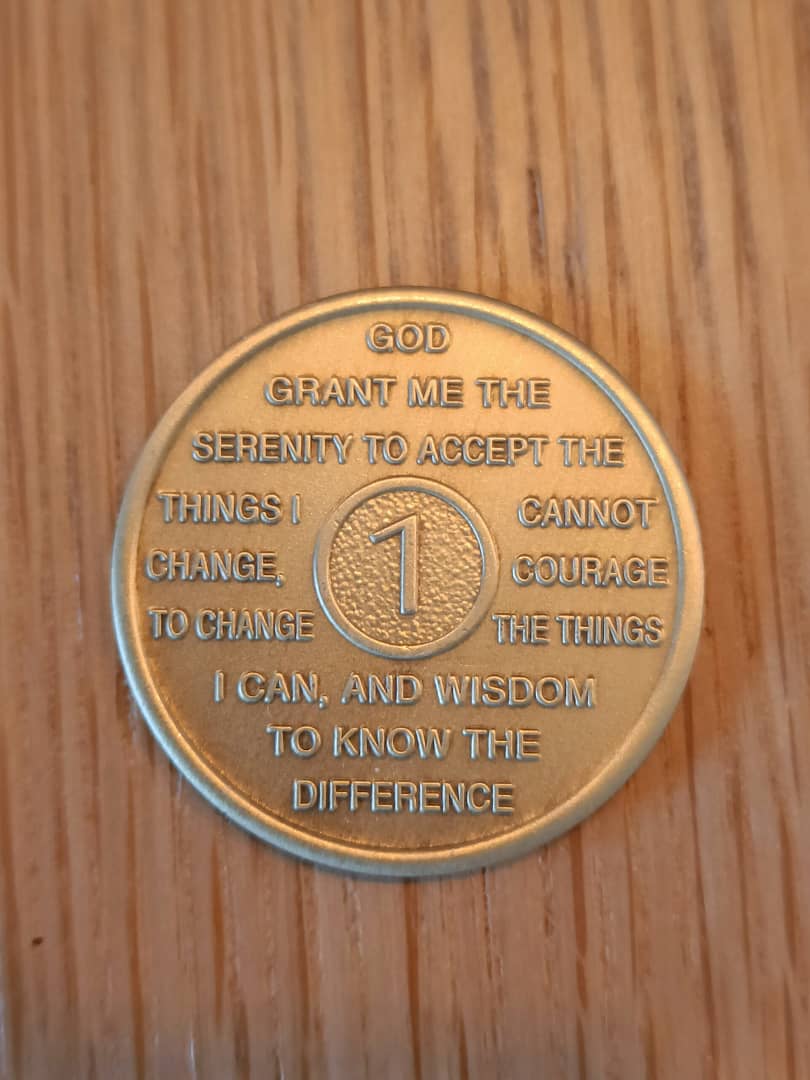 GOD
GRANT ME THE
SERENITY TO ACCEPT THE
THINGS I CANNOT
CHANGE, COURAGE
1
TO CHANGE THE THINGS
I CAN, AND WISDOM
TO KNOW THE
DIFFERENCE